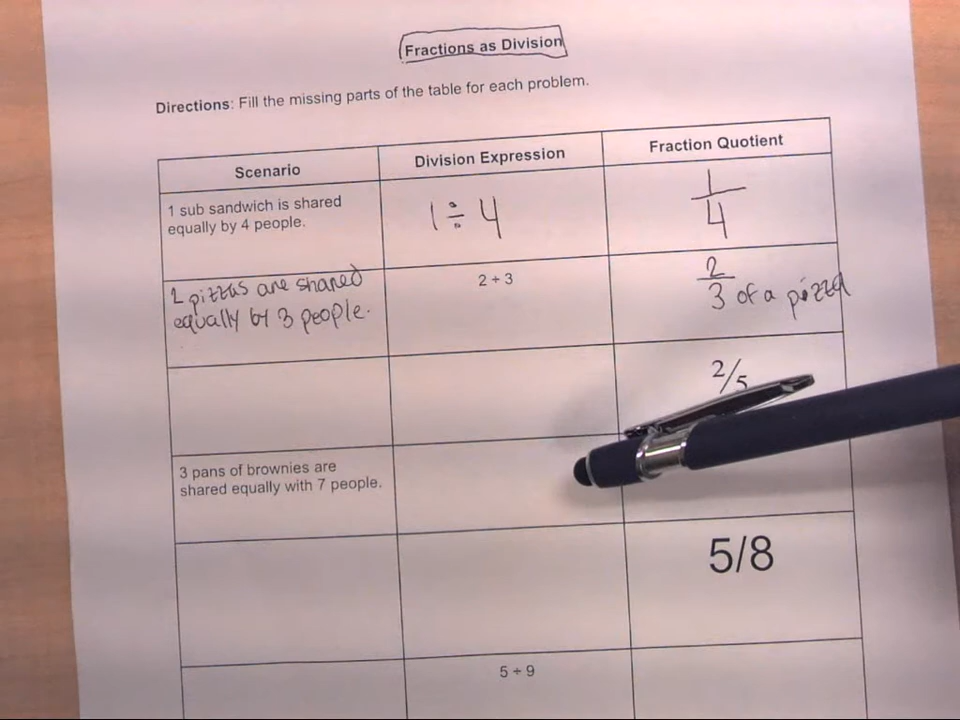 Fractions as Division
Directions: Fill the missing parts of the table for each problem.
Scenario
Division Expression
Fraction Quotient
1 sub sandwich is shared
equally by 4 people.
1 ÷ 4
1
4
2 pizzas are shared
equally by 3 people.
2 ÷ 3
2
3 of a pizza
2/5
3 pans of brownies are
shared equally with 7 people.
5/8
5 ÷ 9